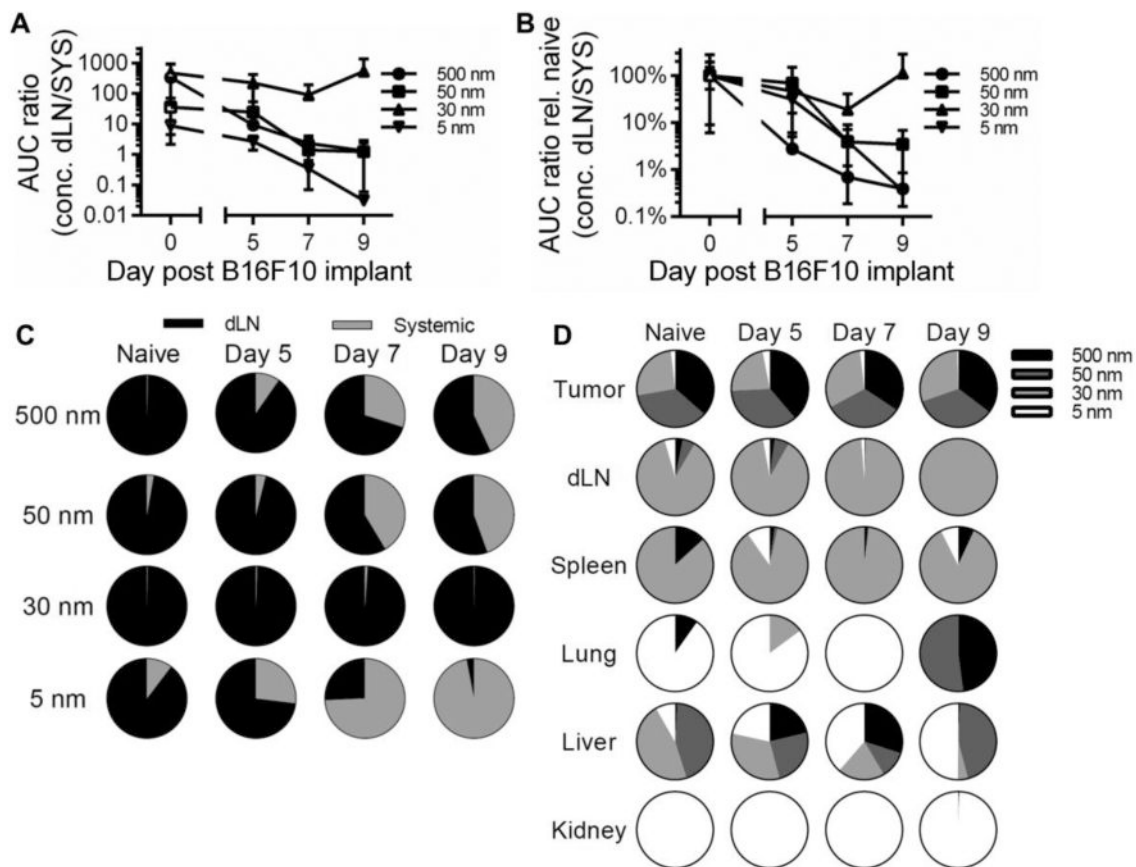 A
AUC ratio
(conc. dLN/SYS)
1000
100
10
1
0.1
0.01
0 5 7 9
Day post B16F10 implant
500 nm
50 nm
30 nm
5 nm
B
AUC ratio rel. naive
(conc. dLN/SYS)
100%
10%
1%
0.1%
0 5 7 9
Day post B16F10 implant
500 nm
50 nm
30 nm
5 nm
C
dLN Systemic
Naive Day 5 Day 7 Day 9
500 nm
50 nm
30 nm
5 nm
D
Naive Day 5 Day 7 Day 9
500 nm
50 nm
30 nm
5 nm
Tumor
dLN
Spleen
Lung
Liver
Kidney